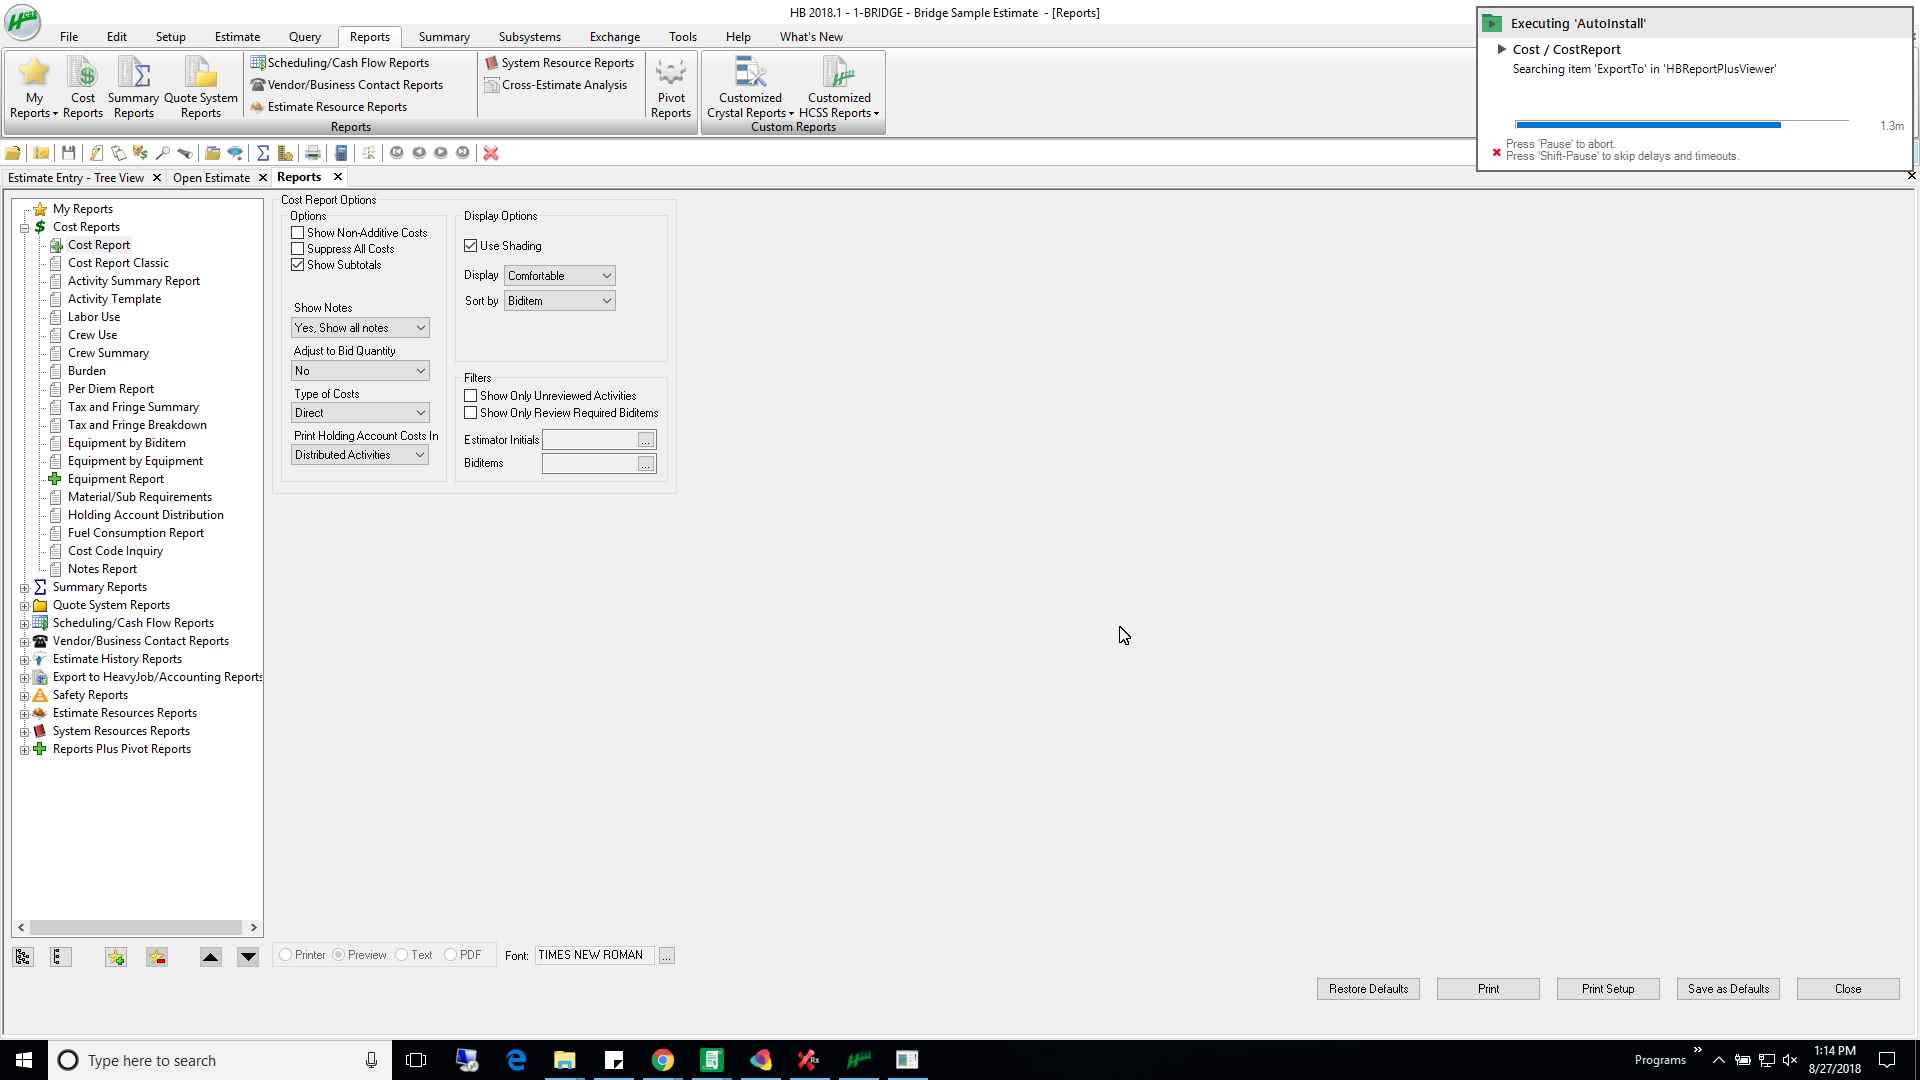 HB 2018.1 - 1-BRIDGE - Bridge Sample Estimate - [Reports]
File Edit Setup Estimate Query Reports Summary Subsystems Exchange Tools Help What's New
My Reports
Cost Reports
Summary Reports
Quote System Reports
Scheduling/Cash Flow Reports
Vendor/Business Contact Reports
Estimate Resource Reports
System Resource Reports
Cross-Estimate Analysis
Pivot Reports
Customized Crystal Reports
Customized HCSS Reports
Reports
Custom Reports
Executing 'AutoInstall'
Cost / CostReport
Searching item 'ExportTo' in 'HBReportPlusViewer'
1.3m
Press 'Pause' to abort.
Press 'Shift-Pause' to skip delays and timeouts.
Estimate Entry - Tree View Open Estimate Reports
My Reports
Cost Reports
Cost Report
Cost Report Classic
Activity Summary Report
Activity Template
Labor Use
Crew Use
Crew Summary
Burden
Per Diem Report
Tax and Fringe Summary
Tax and Fringe Breakdown
Equipment by Biditem
Equipment by Equipment
Equipment Report
Material/Sub Requirements
Holding Account Distribution
Fuel Consumption Report
Cost Code Inquiry
Notes Report
Summary Reports
Quote System Reports
Scheduling/Cash Flow Reports
Vendor/Business Contact Reports
Estimate History Reports
Export to HeavyJob/Accounting Reports
Safety Reports
Estimate Resources Reports
System Resources Reports
Reports Plus Pivot Reports
Cost Report Options
Options
Show Non-Additive Costs
Suppress All Costs
Show Subtotals
Show Notes
Yes, Show all notes
Adjust to Bid Quantity
No
Type of Costs
Direct
Print Holding Account Costs In
Distributed Activities
Display Options
Use Shading
Display Comfortable
Sort by Biditem
Filters
Show Only Unreviewed Activities
Show Only Review Required Biditems
Estimator Initials ...
Biditems ...
Printer Preview Text PDF Font: TIMES NEW ROMAN ...
Restore Defaults Print Print Setup Save as Defaults Close
Type here to search
Programs
1:14 PM
8/27/2018